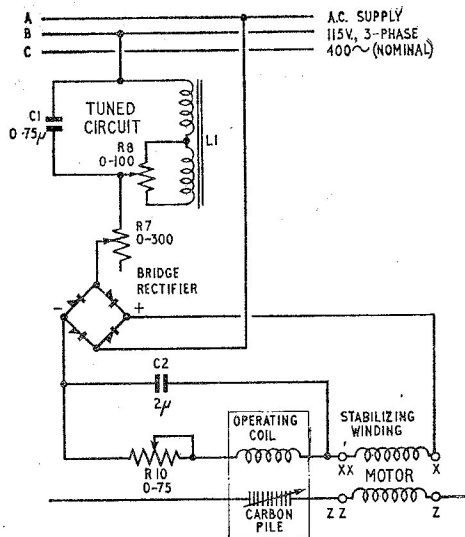 A
B
C
A.C. SUPPLY
115V., 3-PHASE
400~(NOMINAL)
C1
0·75μ
TUNED
CIRCUIT
R8
0-100
L1
R7
0-300
BRIDGE
RECTIFIER
-
+
C2
2μ
OPERATING
COIL
STABILIZING
WINDING
XX
X
R10
0-75
MOTOR
CARBON
PILE
ZZ
Z